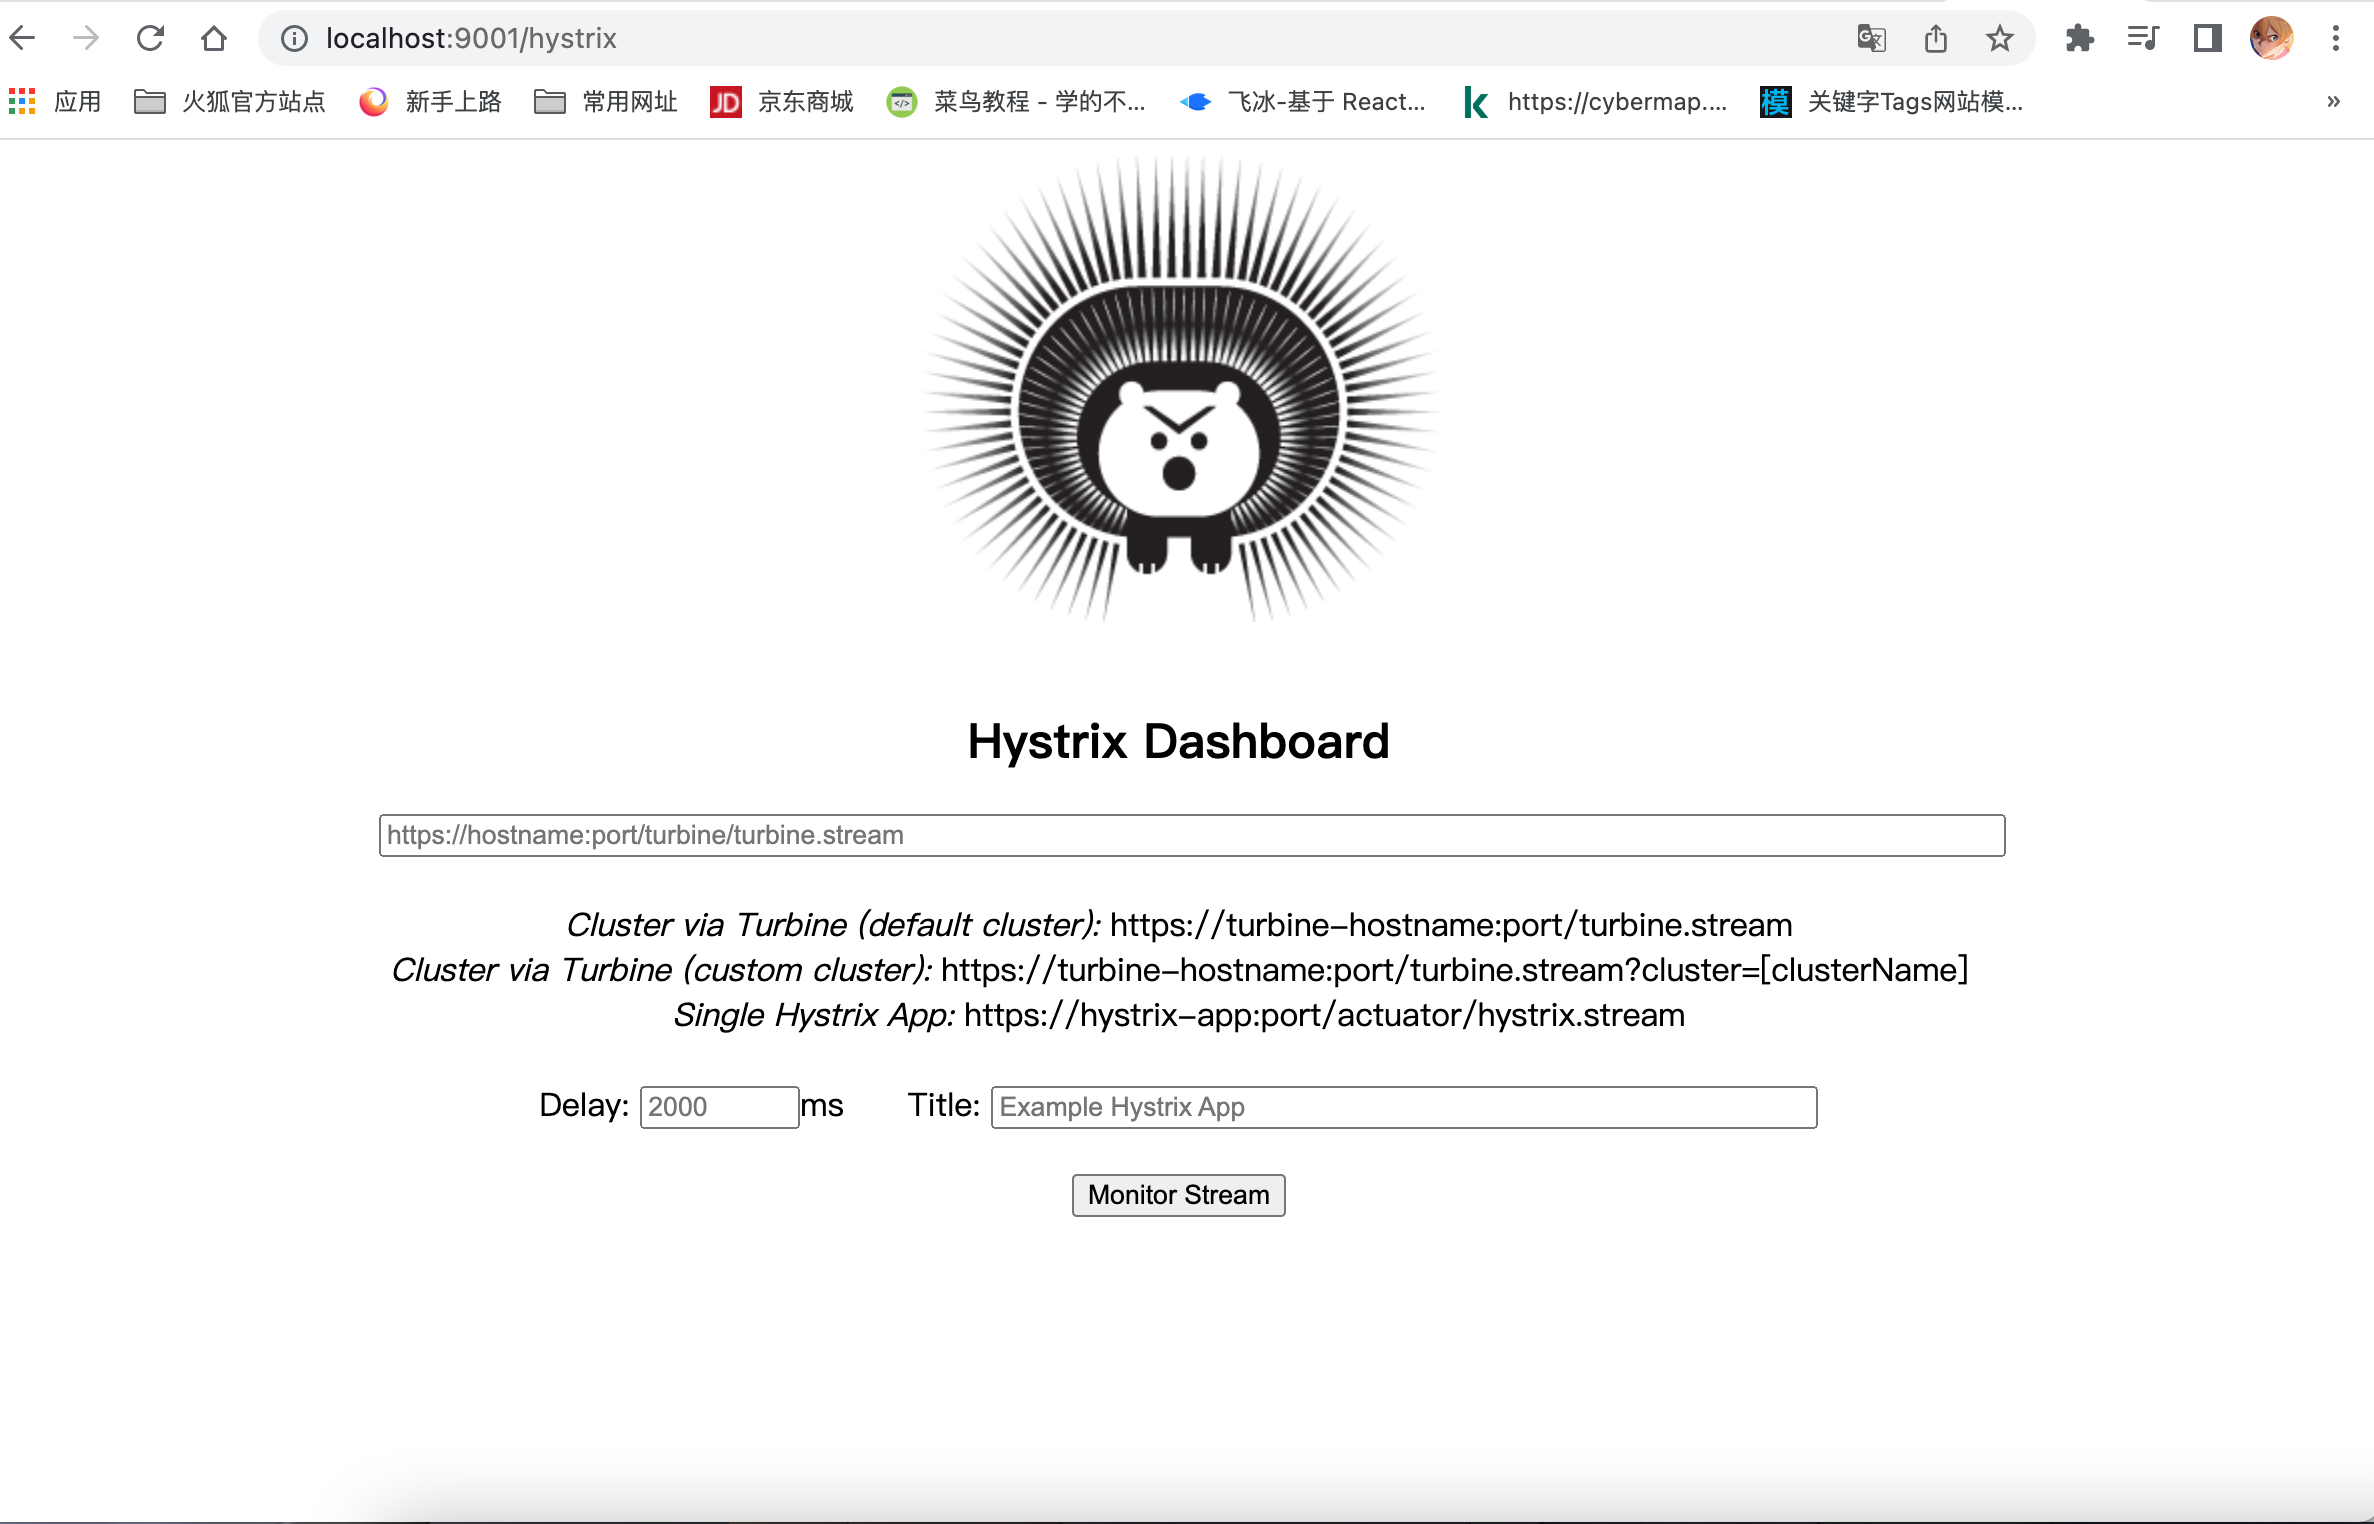 localhost:9001/hystrix
应用 火狐官方站点 新手上路 常用网址 JD 京东商城 菜鸟教程 - 学的不... 飞冰-基于 React... https://cybermap.... 模 关键字Tags网站模... »
Hystrix Dashboard
https://hostname:port/turbine/turbine.stream
Cluster via Turbine (default cluster): https://turbine-hostname:port/turbine.stream
Cluster via Turbine (custom cluster): https://turbine-hostname:port/turbine.stream?cluster=[clusterName]
Single Hystrix App: https://hystrix-app:port/actuator/hystrix.stream
Delay: 2000 ms Title: Example Hystrix App
Monitor Stream